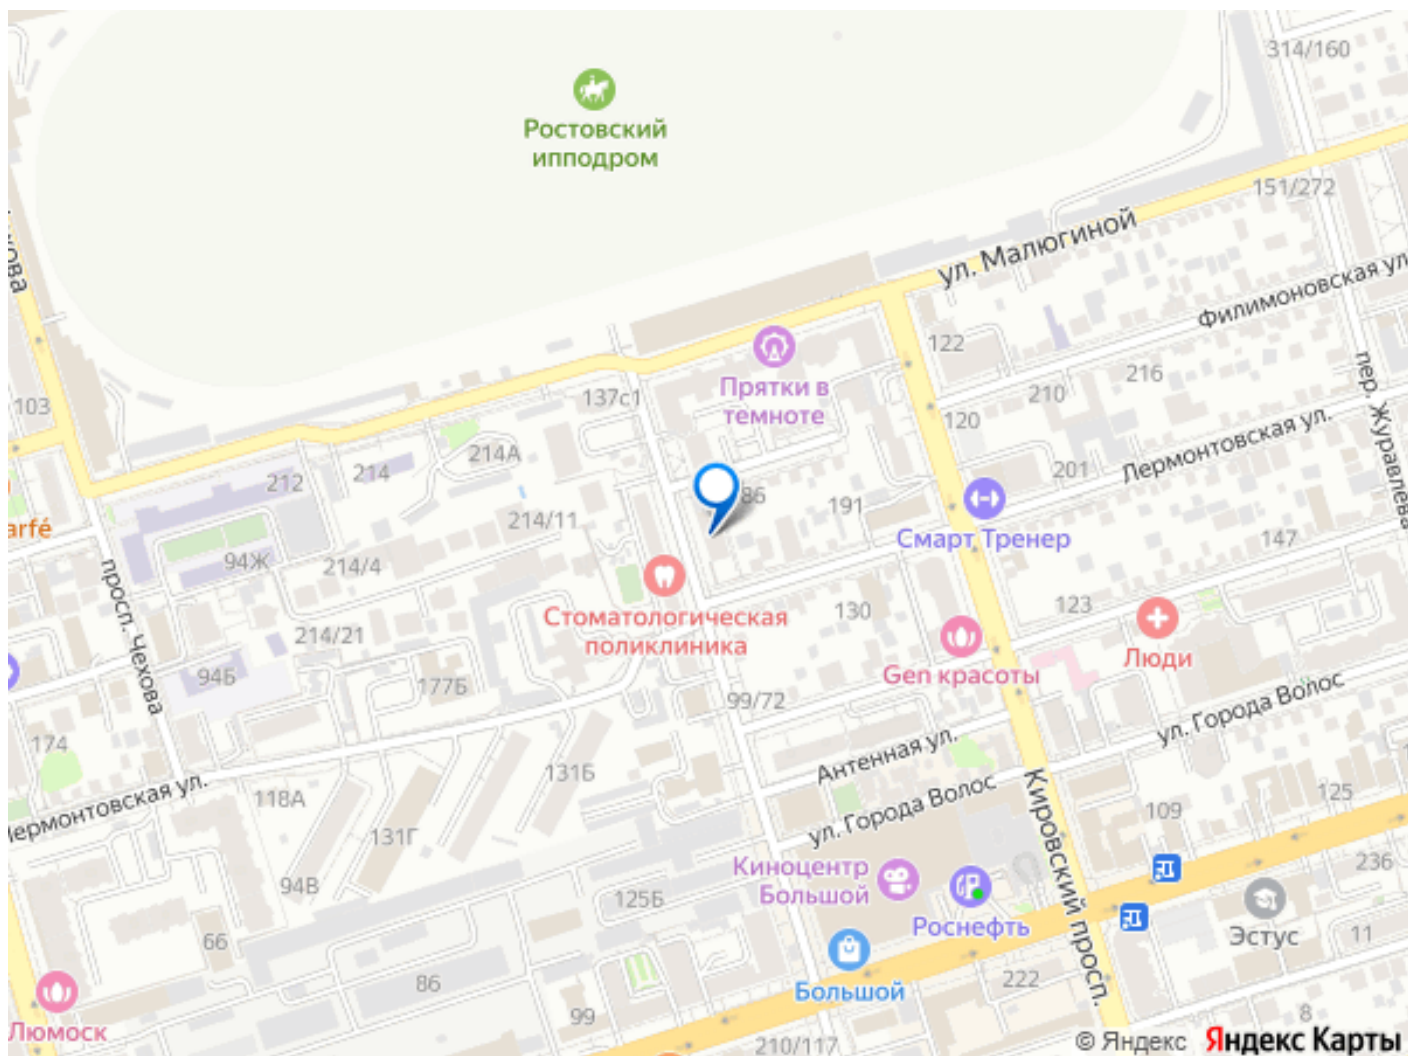 314/160
Ростовский
ипподром
151/272
ул. Малюгиной
Филимоновская ул.
122
216
210
137с1
Прятки в
темноте
пер. Журавлёва
103
120
Лермонтовская ул.
201
214А
214
212
86
191
214/11
Смарт Тренер
147
94Ж
214/4
просп. Чехова
Стоматологическая
поликлиника
130
123
Люди
214/21
94Б
177Б
Gen красоты
99/72
174
ул. Города Волос
Антенная ул.
131Б
118А
Лермонтовская ул.
131Г
ул. Города Волос
Кировский просп.
109
125
94В
125Б
Киноцентр
Большой
236
Роснефть
Эстус
11
66
86
222
Большой
99
8
Люмоск
210/117
© Яндекс Яндекс Карты